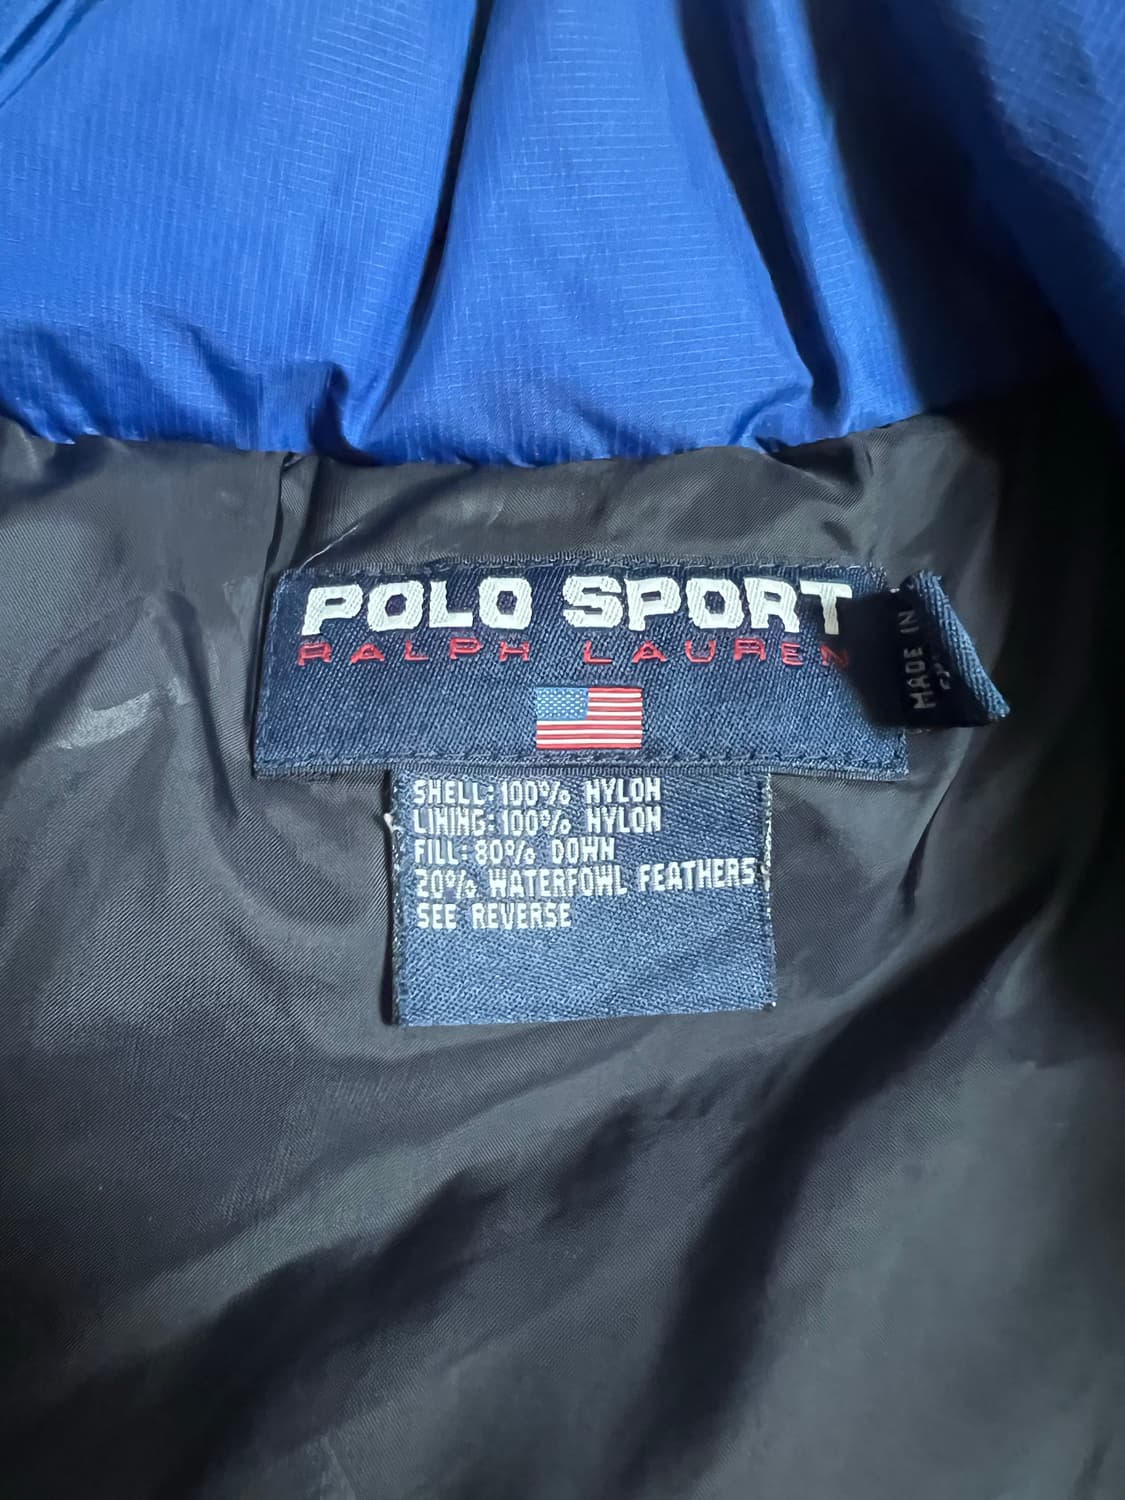 POLO SPORT
RALPH LAUREN
MADE IN
SHELL: 100% NYLON
LINING: 100% NYLON
FILL: 80% DOWN
20% WATERFOWL FEATHERS
SEE REVERSE